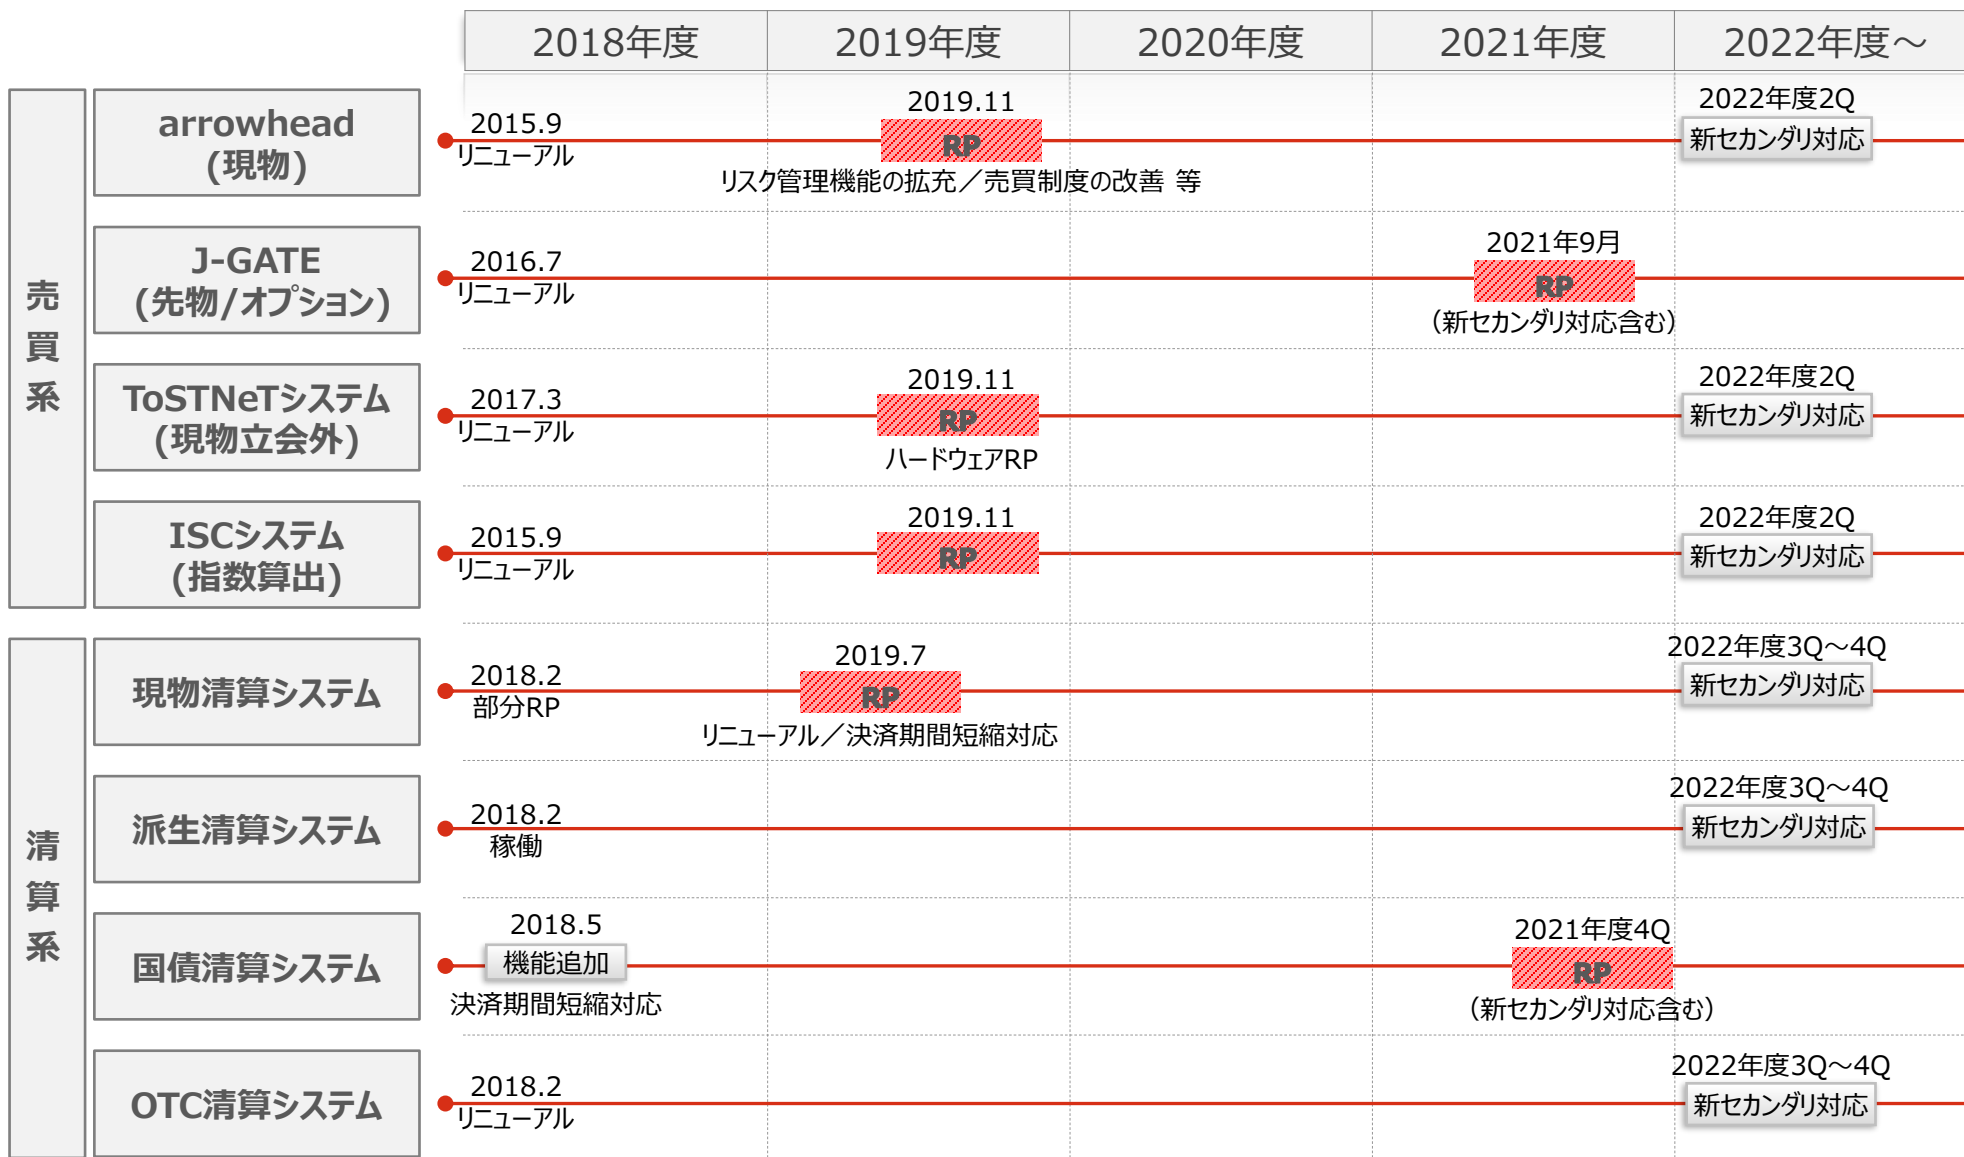 2018年度 2019年度 2020年度 2021年度 2022年度～
売買系
arrowhead
(現物)
2015.9
リニューアル
2019.11
RP
リスク管理機能の拡充／売買制度の改善 等
2022年度2Q
新セカンダリ対応
J-GATE
(先物/オプション)
2016.7
リニューアル
2021年9月
RP
（新セカンダリ対応含む）
ToSTNeTシステム
(現物立会外)
2017.3
リニューアル
2019.11
RP
ハードウェアRP
2022年度2Q
新セカンダリ対応
ISCシステム
(指数算出)
2015.9
リニューアル
2019.11
RP
2022年度2Q
新セカンダリ対応
清算系
現物清算システム
2018.2
部分RP
2019.7
RP
リニューアル／決済期間短縮対応
2022年度3Q～4Q
新セカンダリ対応
派生清算システム
2018.2
稼働
2022年度3Q～4Q
新セカンダリ対応
国債清算システム
2018.5
機能追加
決済期間短縮対応
2021年度4Q
RP
（新セカンダリ対応含む）
OTC清算システム
2018.2
リニューアル
2022年度3Q～4Q
新セカンダリ対応